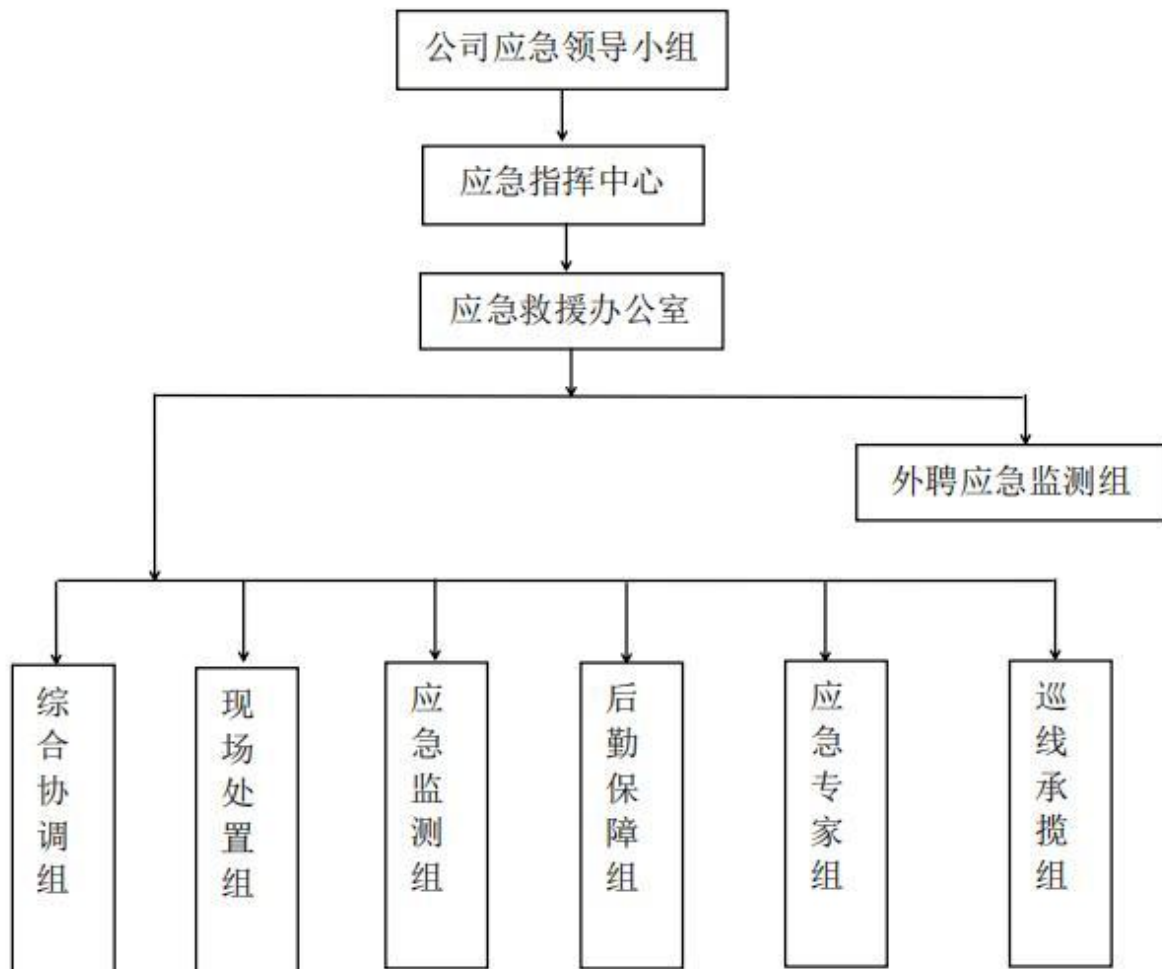 公司应急领导小组
应急指挥中心
应急救援办公室
外聘应急监测组
综合协调组
现场处置组
应急监测组
后勤保障组
应急专家组
巡线承揽组